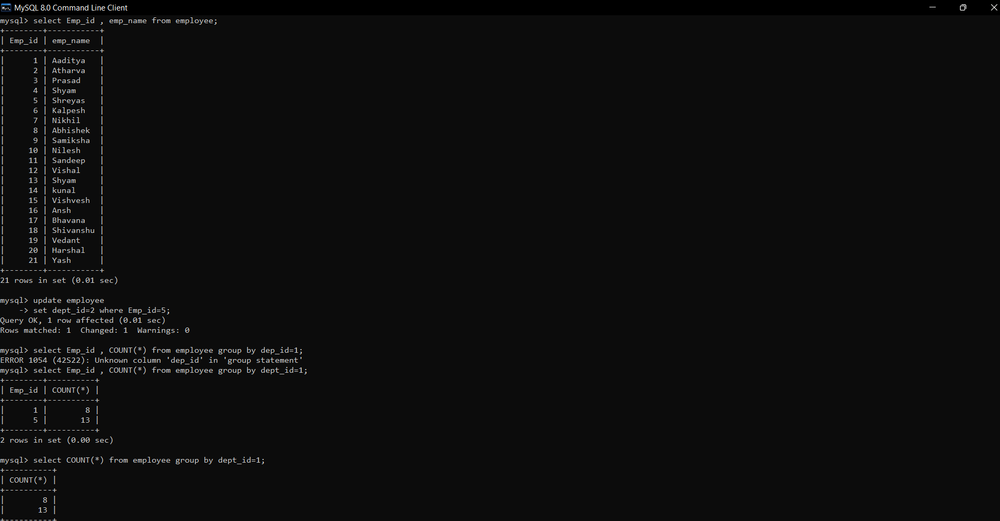 MySQL 8.0 Command Line Client
mysql> select Emp_id , emp_name from employee;
+--------+-----------+
| Emp_id | emp_name  |
+--------+-----------+
|      1 | Aaditya   |
|      2 | Atharva   |
|      3 | Prasad    |
|      4 | Shyam     |
|      5 | Shreyas   |
|      6 | Kalpesh   |
|      7 | Nikhil    |
|      8 | Abhishek  |
|      9 | Samiksha  |
|     10 | Nilesh    |
|     11 | Sandeep   |
|     12 | Vishal    |
|     13 | Shyam     |
|     14 | kunal     |
|     15 | Vishvesh  |
|     16 | Ansh      |
|     17 | Bhavana   |
|     18 | Shivanshu |
|     19 | Vedant    |
|     20 | Harshal   |
|     21 | Yash      |
+--------+-----------+
21 rows in set (0.01 sec)
mysql> update employee
    -> set dept_id=2 where Emp_id=5;
Query OK, 1 row affected (0.01 sec)
Rows matched: 1  Changed: 1  Warnings: 0
mysql> select Emp_id , COUNT(*) from employee group by dep_id=1;
ERROR 1054 (42S22): Unknown column 'dep_id' in 'group statement'
mysql> select Emp_id , COUNT(*) from employee group by dept_id=1;
+--------+----------+
| Emp_id | COUNT(*) |
+--------+----------+
|      1 |        8 |
|      5 |       13 |
+--------+----------+
2 rows in set (0.00 sec)
mysql> select COUNT(*) from employee group by dept_id=1;
+----------+
| COUNT(*) |
+----------+
|        8 |
|       13 |
+----------+